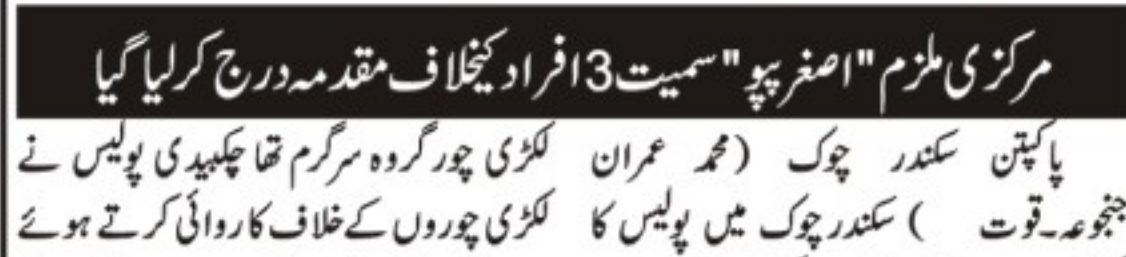 مرکزی ملزم "اصغر پپو" سمیت 3 افراد کیخلاف مقدمہ درج کر لیا گیا
پاکپتن سکندر چوک (محمد عمران
جنجوعہ۔قوت ) سکندر چوک میں پولیس کا
لکڑی چور گروہ سرگرم تھا چکبیدی پولیس نے
لکڑی چوروں کے خلاف کاروائی کرتے ہوئے